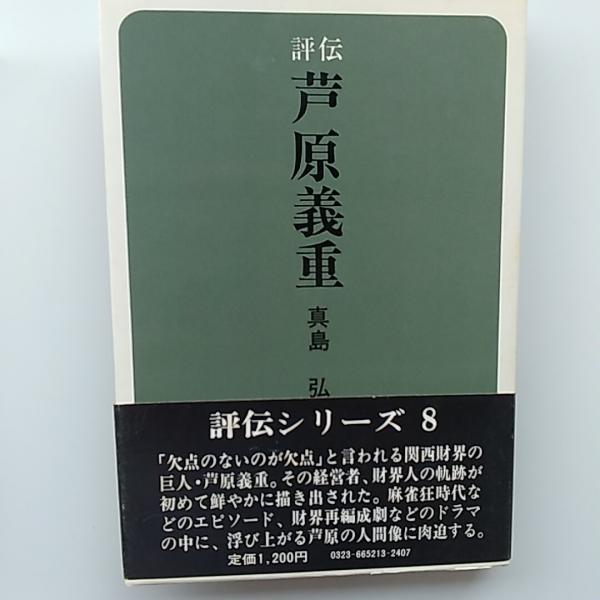 評伝
芦原義重
真島 弘
評伝シリーズ 8
「欠点のないのが欠点」と言われる関西財界の
巨人・芦原義重。その経営者、財界人の軌跡が
初めて鮮やかに描き出された。麻雀狂時代な
どのエピソード、財界再編成劇などのドラマ
の中に、浮び上がる芦原の人間像に肉迫する。
定価1,200円 0323-665213-2407